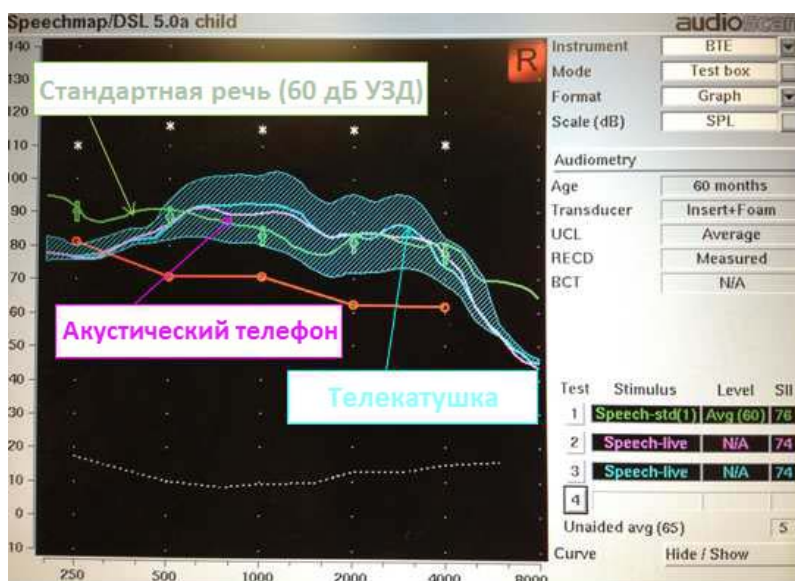 Speechmap/DSL 5.0a child
audioscan
R
Instrument BTE
Mode Test box
Format Graph
Scale (dB) SPL
Audiometry
Age 60 months
Transducer Insert+Foam
UCL Average
RECD Measured
BCT N/A
Test Stimulus Level SII
1 Speech-std(1) Avg (60) 76
2 Speech-live N/A 74
3 Speech-live N/A 74
4
Unaided avg (65) 5
Curve Hide / Show
Стандартная речь (60 дБ УЗД)
Акустический телефон
Телекатушка
140
130
120
110
100
90
80
70
60
50
40
30
20
10
0
10
250 500 1000 2000 4000 8000